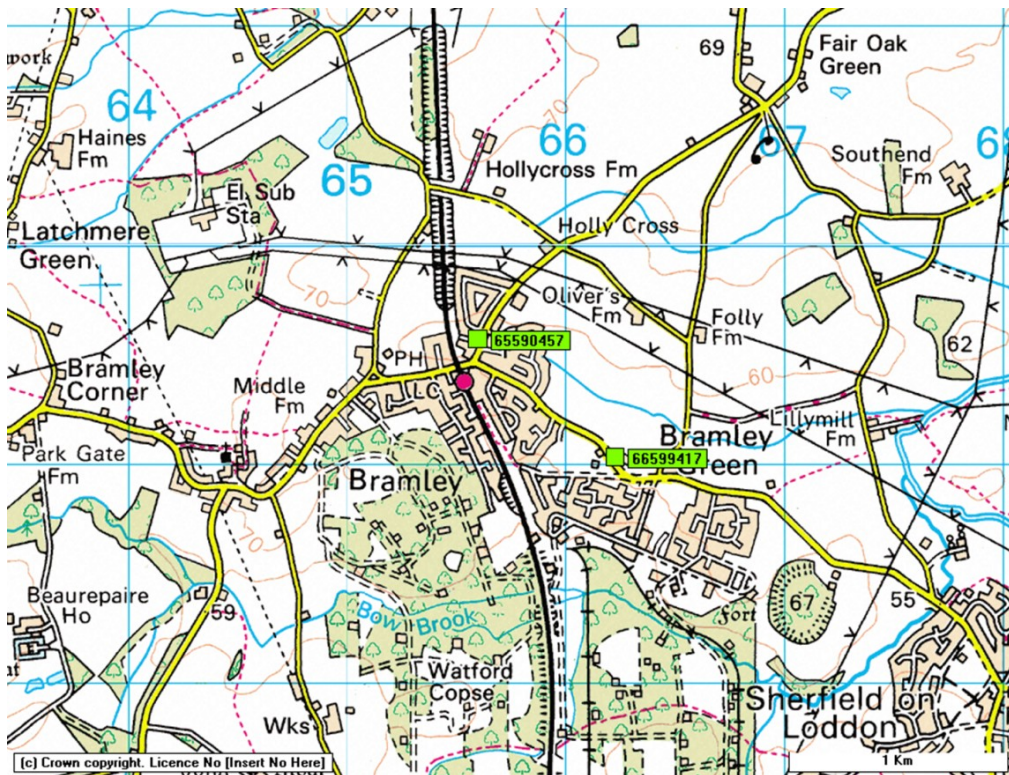 work
64
Haines
Fm
69
Fair Oak
Green
66
67
68
65
El Sub
Sta
Hollycross Fm
Southend
Fm
70
Latchmere
Green
Holly Cross
70
Oliver's
Fm
Folly
Fm
62
65590457
PH
LC
60
Bramley
Corner
Middle
Fm
Lillymill
Fm
Bramley
Green
66599417
Park Gate
Fm
Bramley
70
Beaurepaire
Ho
59
Bow Brook
fort
67
55
Watford
Copse
Sherfield on
Loddon
Wks
(c) Crown copyright. Licence No [Insert No Here]
1 Km